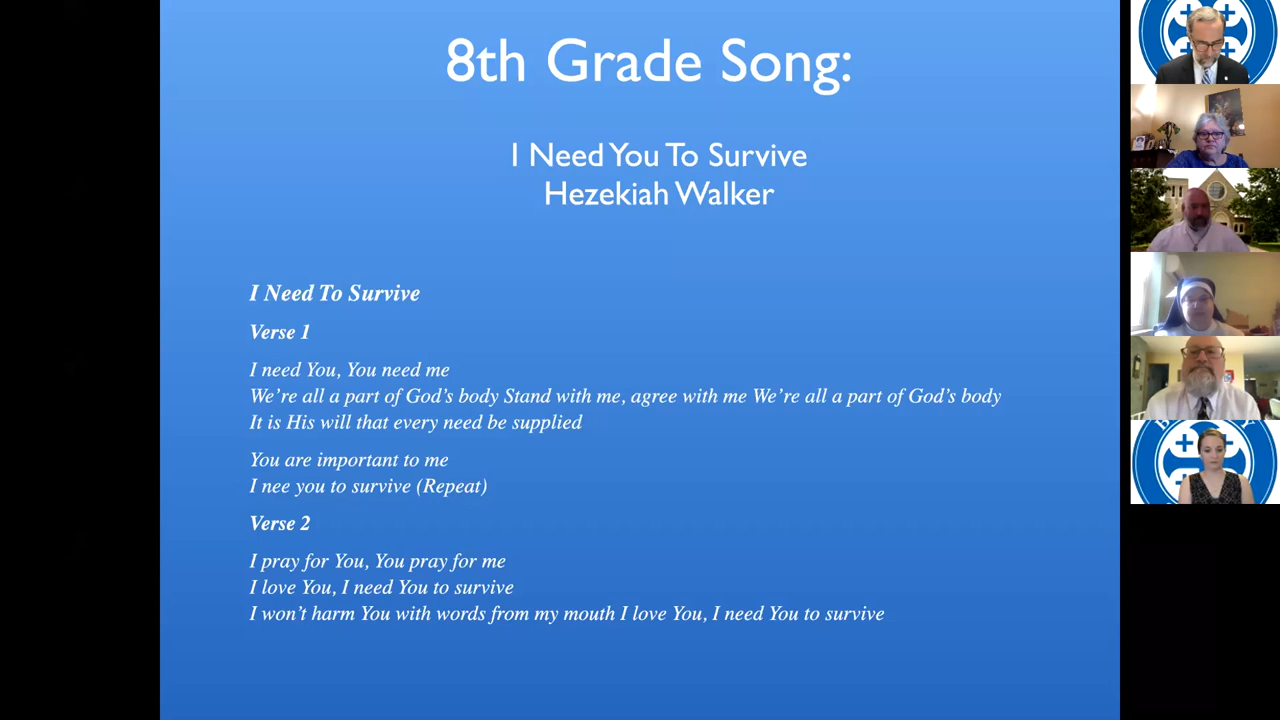 8th Grade Song:
I Need You To Survive
Hezekiah Walker
I Need To Survive
Verse 1
I need You, You need me
We’re all a part of God’s body Stand with me, agree with me We’re all a part of God’s body
It is His will that every need be supplied
You are important to me
I nee you to survive (Repeat)
Verse 2
I pray for You, You pray for me
I love You, I need You to survive
I won’t harm You with words from my mouth I love You, I need You to survive